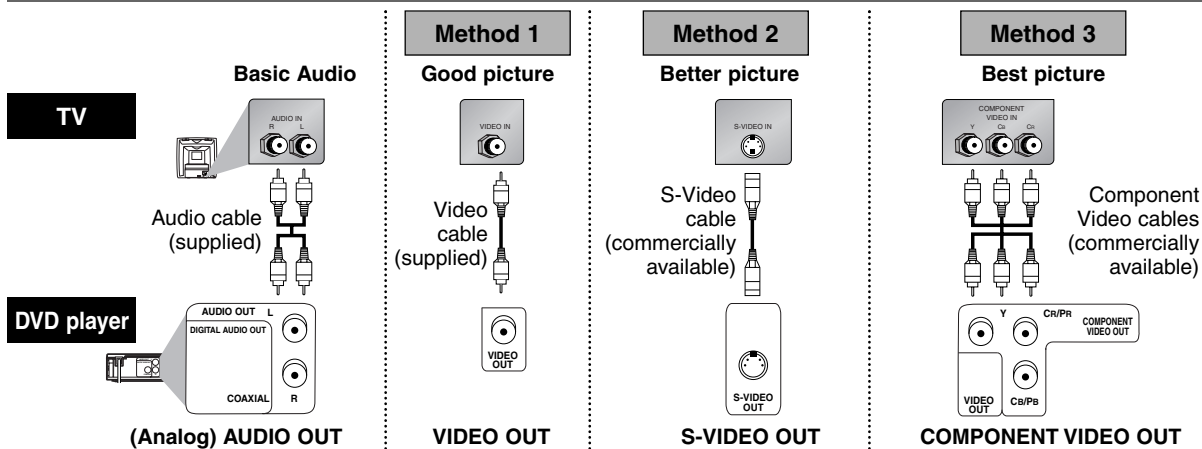 Method 1
Method 2
Method 3
Basic Audio
Good picture
Better picture
Best picture
TV
AUDIO IN
R L
VIDEO IN
S-VIDEO IN
COMPONENT
VIDEO IN
Y CB CR
Audio cable
(supplied)
Video
cable
(supplied)
S-Video
cable
(commercially
available)
Component
Video cables
(commercially
available)
DVD player
AUDIO OUT L
DIGITAL AUDIO OUT
COAXIAL R
VIDEO
OUT
S-VIDEO
OUT
Y CR/PR
COMPONENT
VIDEO OUT
VIDEO
OUT
CB/PB
(Analog) AUDIO OUT
VIDEO OUT
S-VIDEO OUT
COMPONENT VIDEO OUT